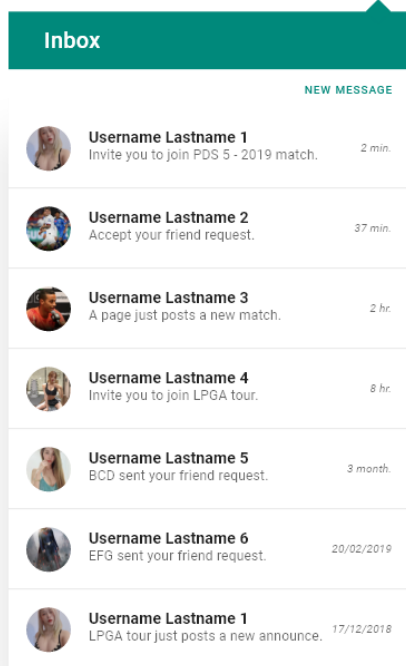 Inbox
NEW MESSAGE
Username Lastname 1
Invite you to join PDS 5 - 2019 match.
2 min.
Username Lastname 2
Accept your friend request.
37 min.
Username Lastname 3
A page just posts a new match.
2 hr.
Username Lastname 4
Invite you to join LPGA tour.
8 hr.
Username Lastname 5
BCD sent your friend request.
3 month.
Username Lastname 6
EFG sent your friend request.
20/02/2019
Username Lastname 1
LPGA tour just posts a new announce.
17/12/2018